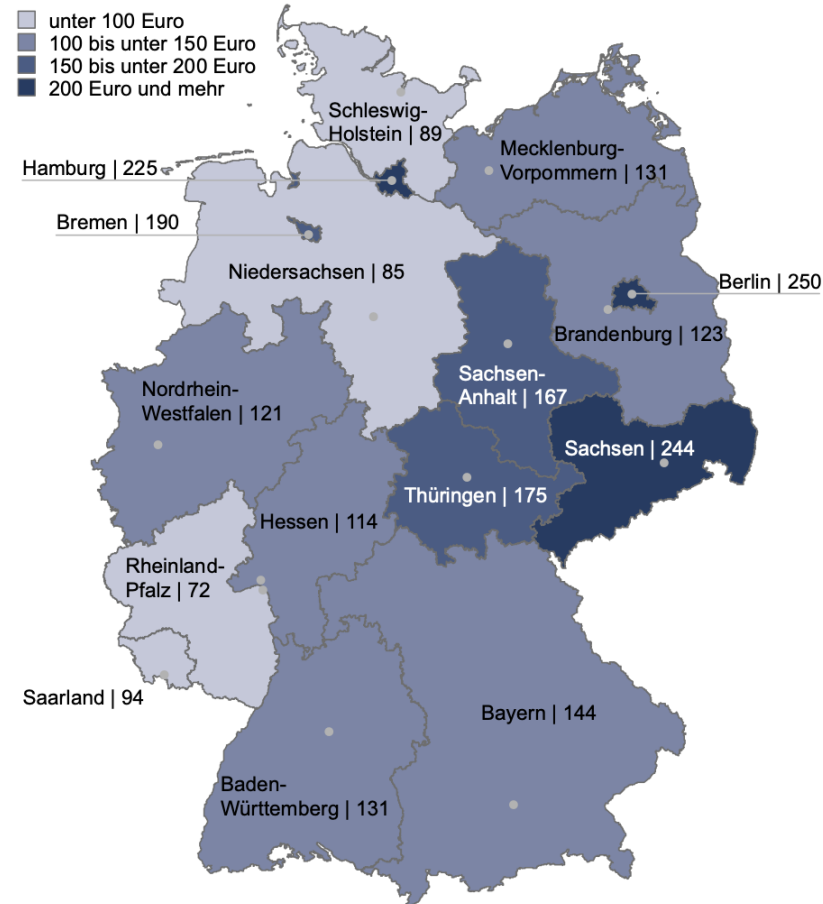 unter 100 Euro
100 bis unter 150 Euro
150 bis unter 200 Euro
200 Euro und mehr
Schleswig-
Holstein | 89
Mecklenburg-
Vorpommern | 131
Hamburg | 225
Bremen | 190
Niedersachsen | 85
Berlin | 250
Brandenburg | 123
Sachsen-
Anhalt | 167
Nordrhein-
Westfalen | 121
Sachsen | 244
Thüringen | 175
Hessen | 114
Rheinland-
Pfalz | 72
Saarland | 94
Bayern | 144
Baden-
Württemberg | 131